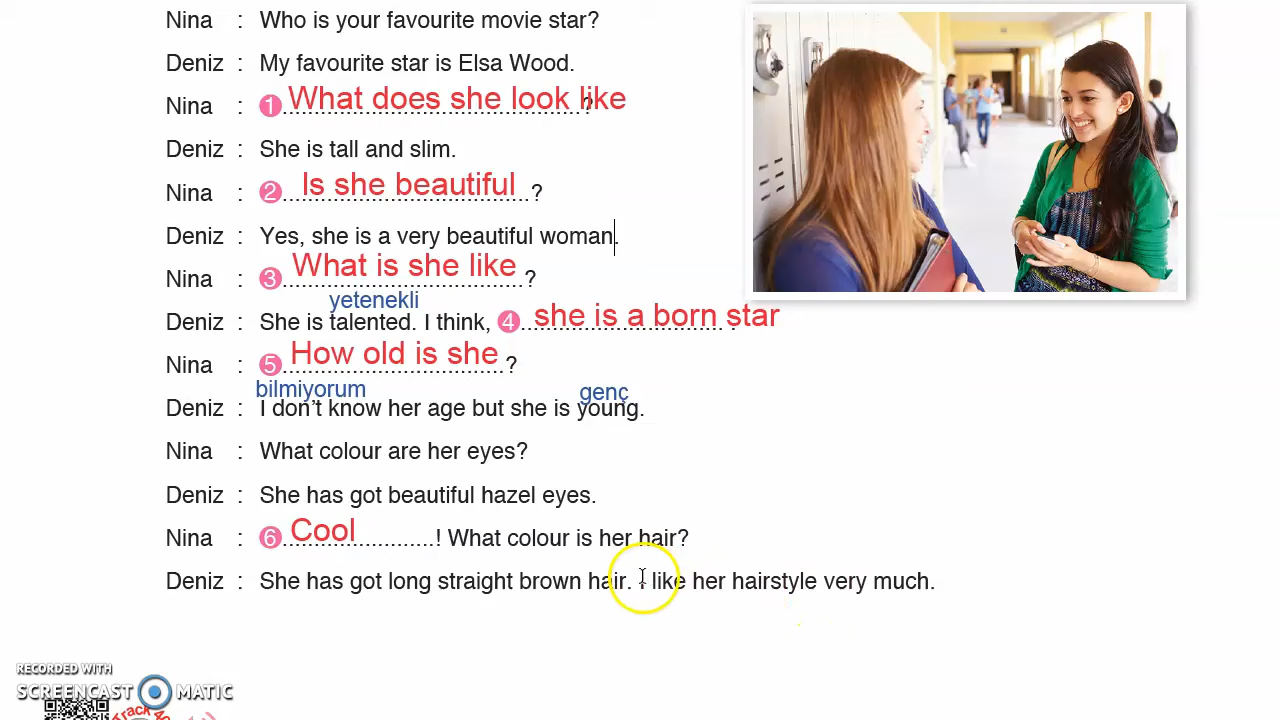 Nina : Who is your favourite movie star?
Deniz : My favourite star is Elsa Wood.
Nina : 1 What does she look like ?
Deniz : She is tall and slim.
Nina : 2 Is she beautiful ?
Deniz : Yes, she is a very beautiful woman.
Nina : 3 What is she like ?
yetenekli
Deniz : She is talented. I think, 4 she is a born star .
Nina : 5 How old is she ?
bilmiyorum genç
Deniz : I don't know her age but she is young.
Nina : What colour are her eyes?
Deniz : She has got beautiful hazel eyes.
Nina : 6 Cool ! What colour is her hair?
Deniz : She has got long straight brown hair. I like her hairstyle very much.
RECORDED WITH
SCREENCAST MATIC
Track